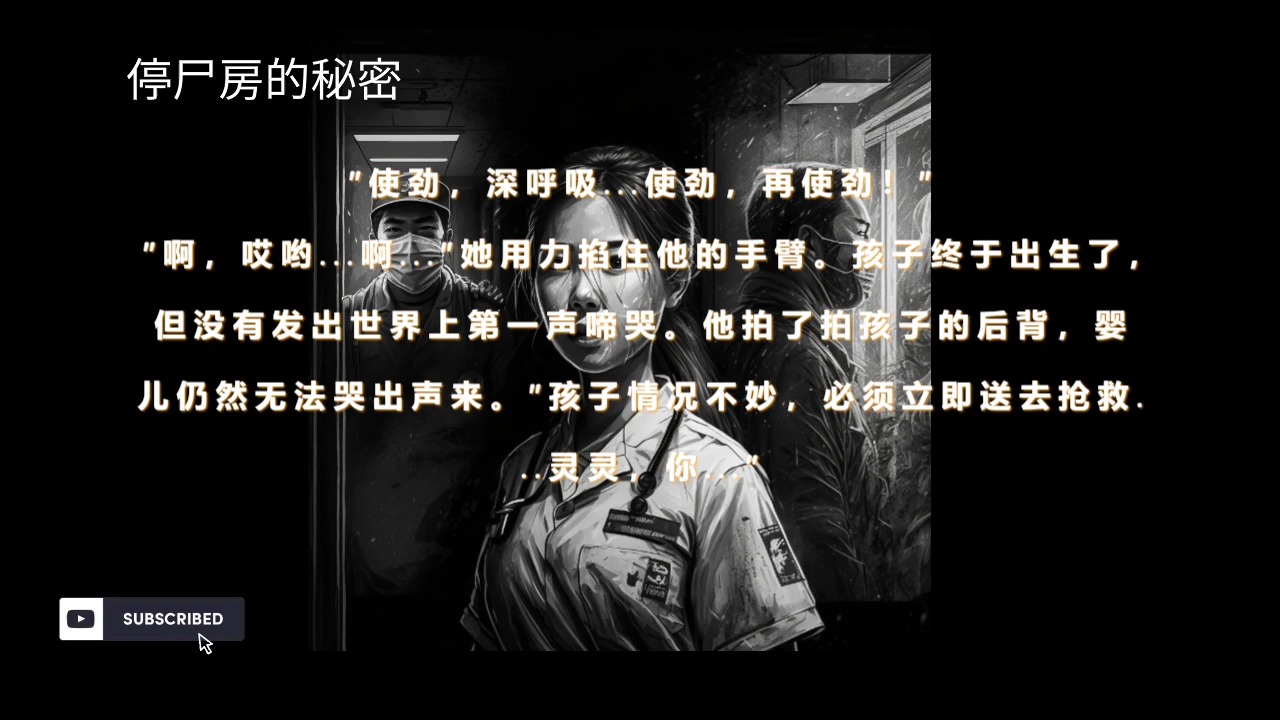 停尸房的秘密
"使劲，深呼吸...使劲，再使劲！"
"啊，哎哟...啊..."她用力掐住他的手臂。孩子终于出生了，
但没有发出世界上第一声啼哭。他拍了拍孩子的后背，婴
儿仍然无法哭出声来。"孩子情况不妙，必须立即送去抢救.
..灵灵，你..."
SUBSCRIBED